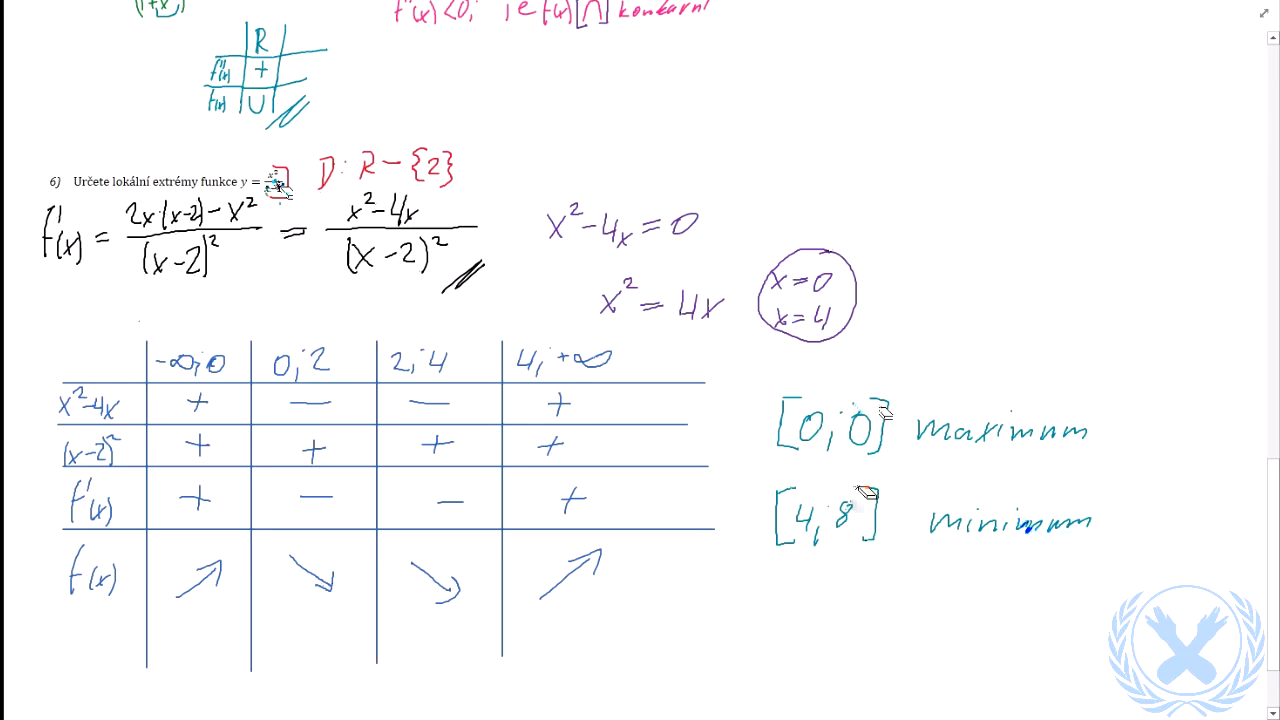 f''(x) < 0; je f(x) [∩] konkávní
R
f''(x) +
f(x) ∪
6) Určete lokální extrémy funkce y =
D: R - {2}
f'(x) = 2x·(x-2) - x² / (x-2)² = x² - 4x / (x-2)²
x² - 4x = 0
x² = 4x
x = 0
x = 4
-∞; 0 0; 2 2; 4 4; +∞
x²-4x + — — +
(x-2)² + + + +
f'(x) + — - +
f(x) ↗ ↘ ↘ ↗
[0; 0] maximum
[4; 8] minimum